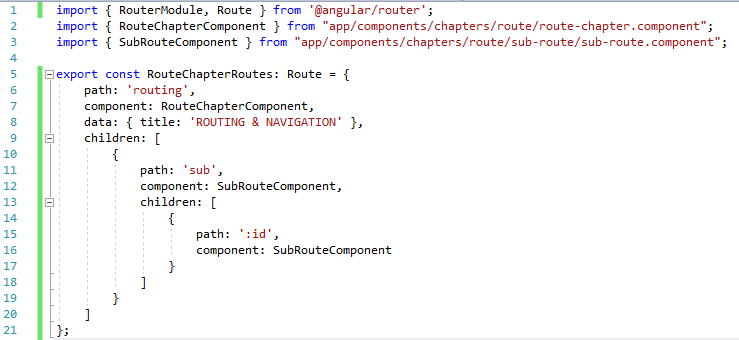 1 import { RouterModule, Route } from '@angular/router';
2 import { RouteChapterComponent } from "app/components/chapters/route/route-chapter.component";
3 import { SubRouteComponent } from "app/components/chapters/route/sub-route/sub-route.component";
4
5 export const RouteChapterRoutes: Route = {
6     path: 'routing',
7     component: RouteChapterComponent,
8     data: { title: 'ROUTING & NAVIGATION' },
9     children: [
10         {
11             path: 'sub',
12             component: SubRouteComponent,
13             children: [
14                 {
15                     path: ':id',
16                     component: SubRouteComponent
17                 }
18             ]
19         }
20     ]
21 };